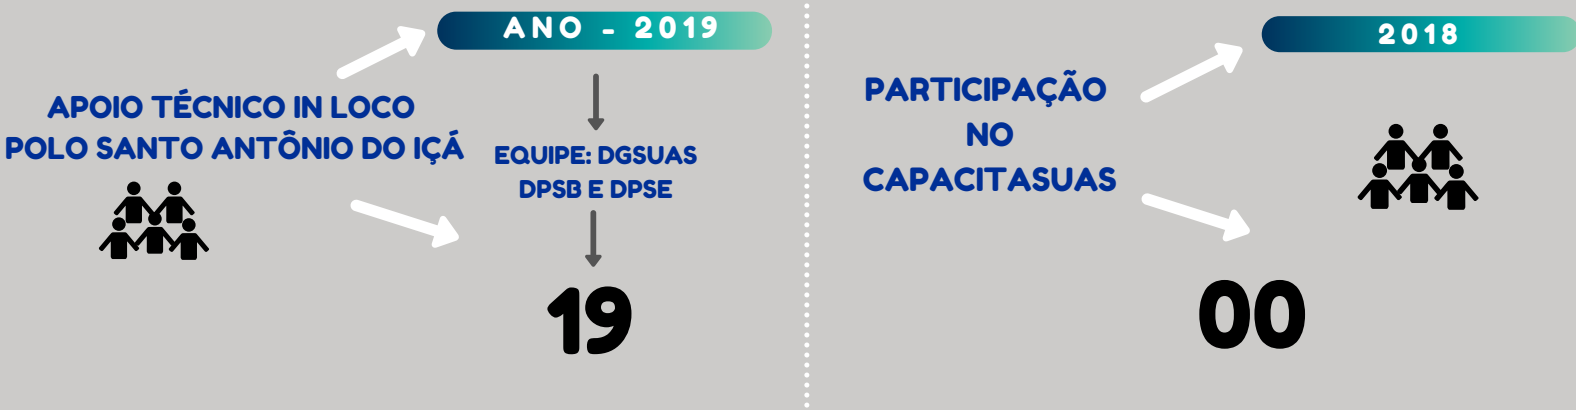 ANO - 2019
APOIO TÉCNICO IN LOCO
POLO SANTO ANTÔNIO DO IÇÁ
EQUIPE: DGSUAS
DPSB E DPSE
19
2018
PARTICIPAÇÃO
NO
CAPACITASUAS
00